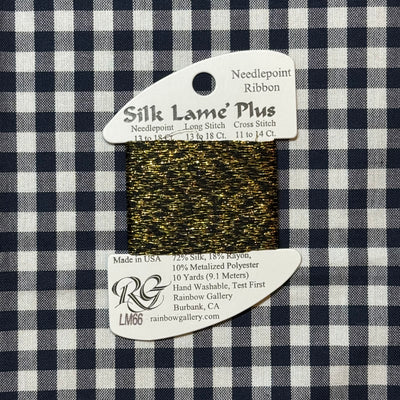 Needlepoint
Ribbon
Silk Lamé Plus
Needlepoint Long Stitch Cross Stitch
13 to 18 Ct. 13 to 18 Ct. 11 to 14 Ct.
Made in USA
72% Silk, 18% Rayon,
10% Metalized Polyester
10 Yards (9.1 Meters)
Hand Washable, Test First
Rainbow Gallery
Burbank, CA
rainbowgallery.com
RG
LM66